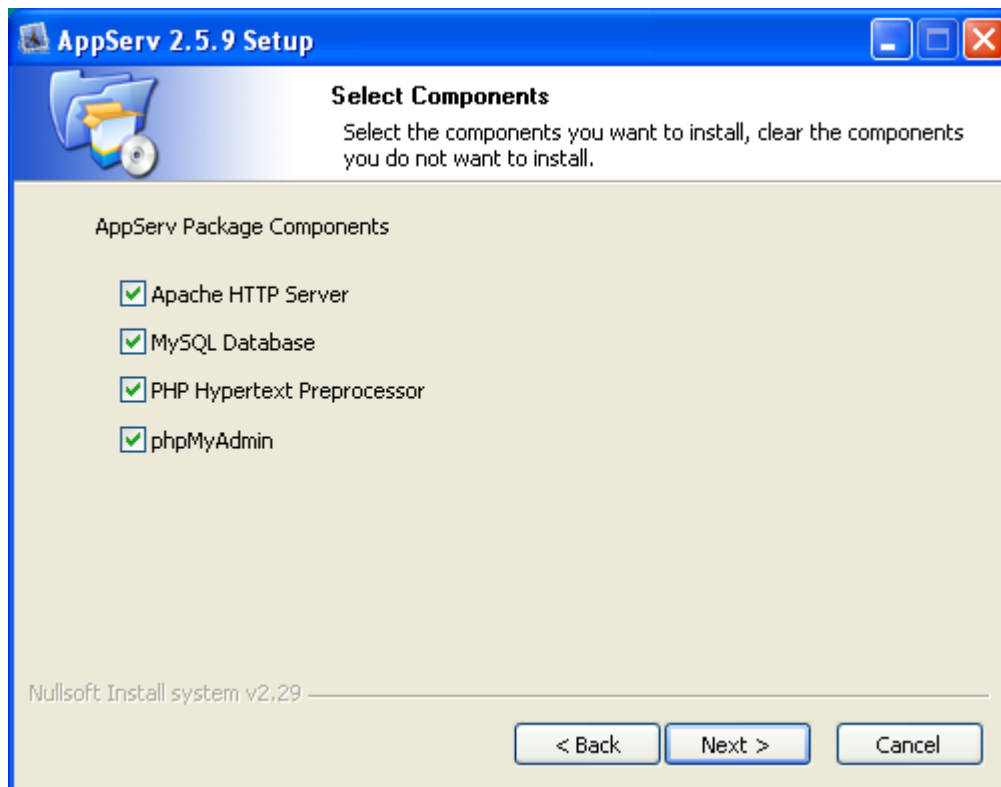 AppServ 2.5.9 Setup
Select Components
Select the components you want to install, clear the components
you do not want to install.
AppServ Package Components
Apache HTTP Server
MySQL Database
PHP Hypertext Preprocessor
phpMyAdmin
Nullsoft Install system v2.29
< Back Next > Cancel